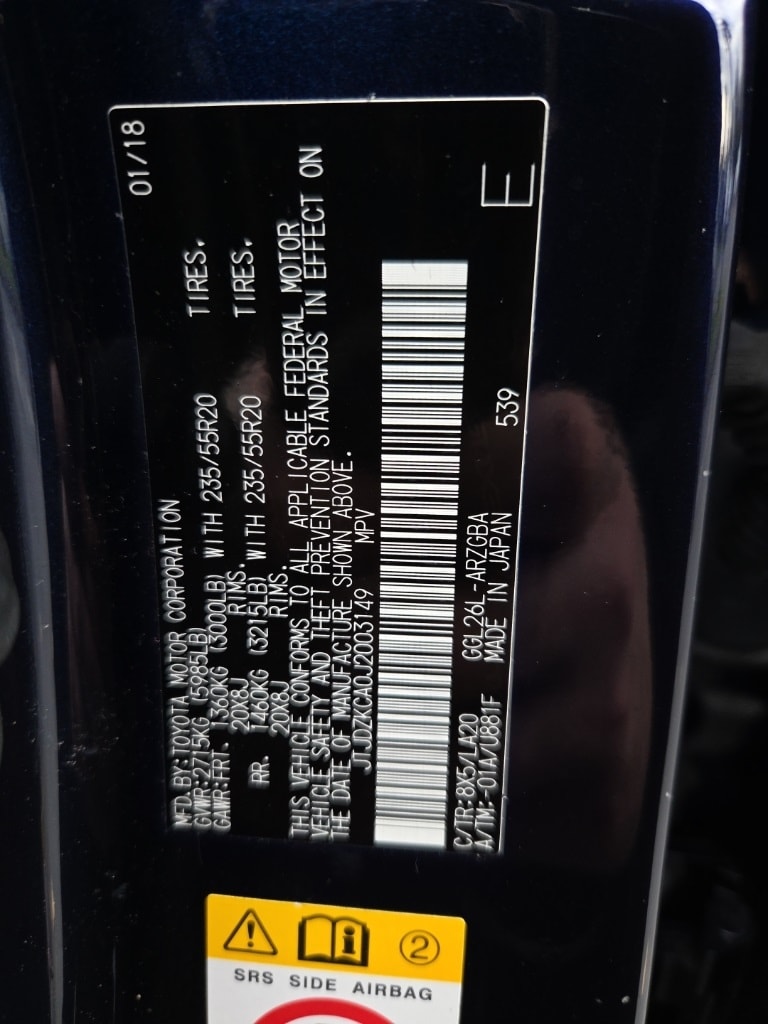 01/18
MFD.BY:TOYOTA MOTOR CORPORATION
GVWR:2715KG (5985LB)
GAWR:FRT. 1360KG (3000LB) WITH 235/55R20 TIRES.
20X8J RIMS.
RR. 1460KG (3215LB) WITH 235/55R20 TIRES.
20X8J RIMS.
THIS VEHICLE CONFORMS TO ALL APPLICABLE FEDERAL MOTOR
VEHICLE SAFETY AND THEFT PREVENTION STANDARDS IN EFFECT ON
THE DATE OF MANUFACTURE SHOWN ABOVE.
JTJDZKCA0J2003149 MPV
E
C/TR:8X5/LA20 GGL26L-ARZGBA
A/TM:-01A/U881F MADE IN JAPAN 539
2
SRS SIDE AIRBAG